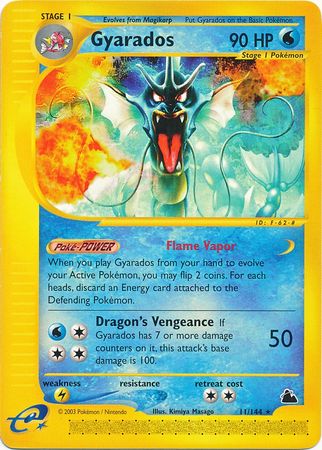 STAGE 1
Evolves from Magikarp
Put Gyarados on the Basic Pokémon
Gyarados
90 HP
Stage 1 Pokémon
ID: F-62-#
POKé-POWER
Flame Vapor
When you play Gyarados from your hand to evolve
your Active Pokémon, you may flip 2 coins. For each
heads, discard an Energy card attached to the
Defending Pokémon.
Dragon's Vengeance If
Gyarados has 7 or more damage
counters on it, this attack's base
damage is 100.
50
weakness
resistance
retreat cost
e
© 2003 Pokémon / Nintendo
Illus. Kimiya Masago
11/144 ★